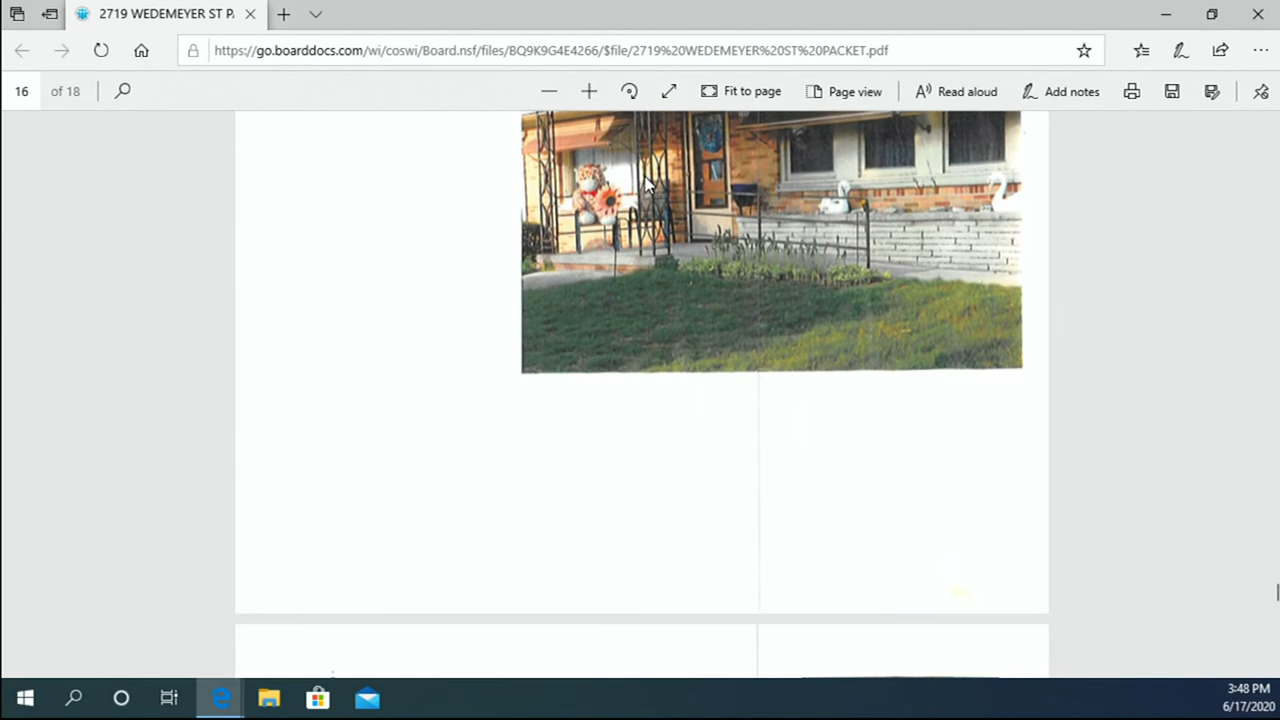 2719 WEDEMEYER ST P
https://go.boarddocs.com/wi/coswi/Board.nsf/files/BQ9K9G4E4266/$file/2719%20WEDEMEYER%20ST%20PACKET.pdf
16 of 18 Fit to page Page view Read aloud Add notes
3:48 PM
6/17/2020